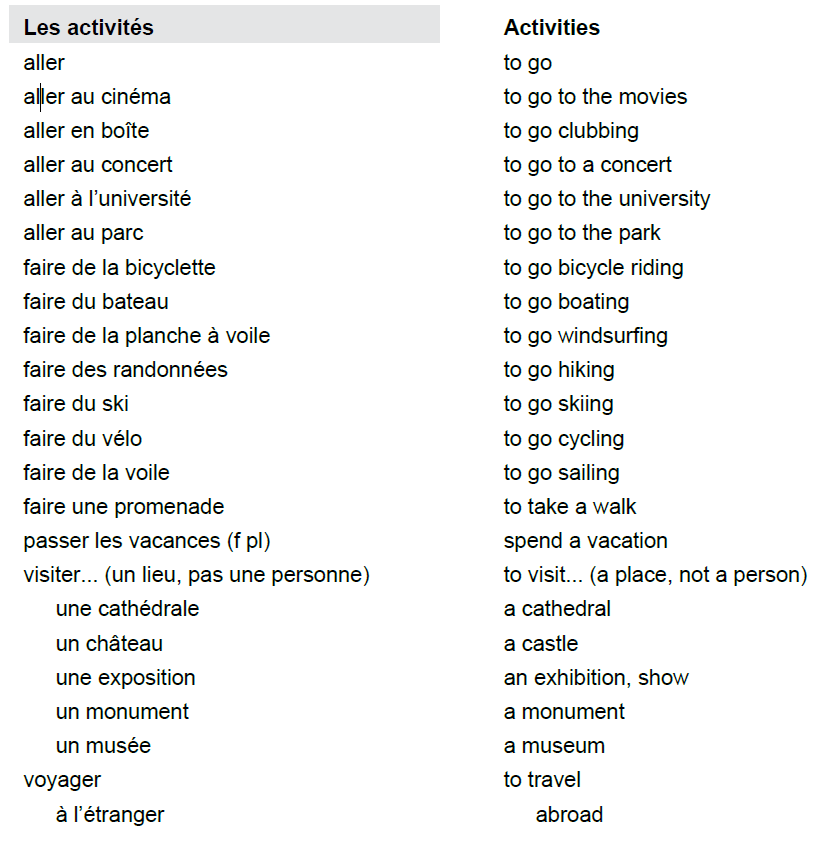 Les activités Activities
aller to go
aller au cinéma to go to the movies
aller en boîte to go clubbing
aller au concert to go to a concert
aller à l’université to go to the university
aller au parc to go to the park
faire de la bicyclette to go bicycle riding
faire du bateau to go boating
faire de la planche à voile to go windsurfing
faire des randonnées to go hiking
faire du ski to go skiing
faire du vélo to go cycling
faire de la voile to go sailing
faire une promenade to take a walk
passer les vacances (f pl) spend a vacation
visiter... (un lieu, pas une personne) to visit... (a place, not a person)
une cathédrale a cathedral
un château a castle
une exposition an exhibition, show
un monument a monument
un musée a museum
voyager to travel
à l’étranger abroad